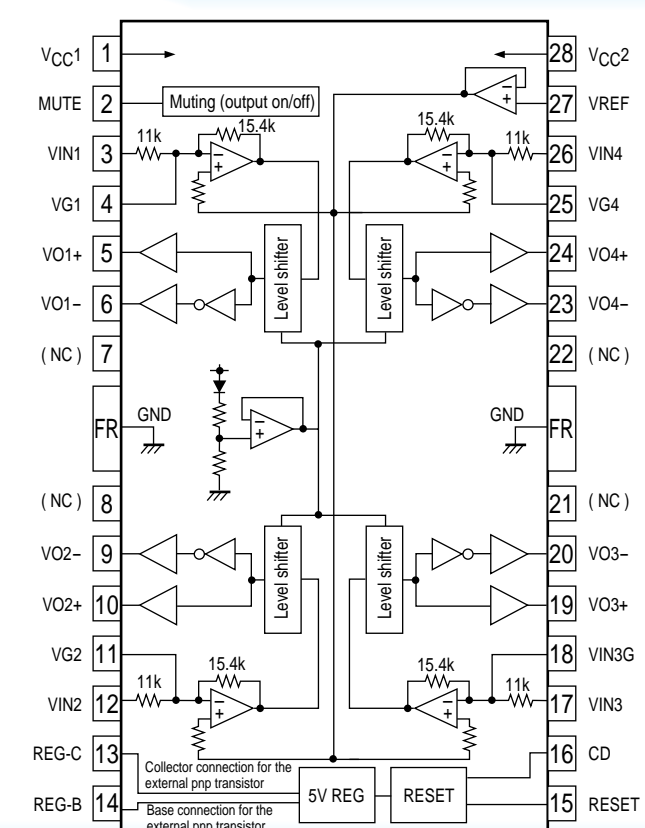 VCC1 1 28 VCC2
MUTE 2 Muting (output on/off) 27 VREF
15.4k 15.4k
11k 11k
VIN1 3 26 VIN4
VG1 4 25 VG4
VO1+ 5 24 VO4+
Level shifter Level shifter
VO1− 6 23 VO4−
( NC ) 7 22 ( NC )
GND GND
FR FR
( NC ) 8 21 ( NC )
VO2− 9 20 VO3−
Level shifter Level shifter
VO2+ 10 19 VO3+
VG2 11 18 VIN3G
15.4k 15.4k
11k 11k
VIN2 12 17 VIN3
REG-C 13 16 CD
Collector connection for the
external pnp transistor
5V REG RESET
REG-B 14 15 RESET
Base connection for the
external pnp transistor